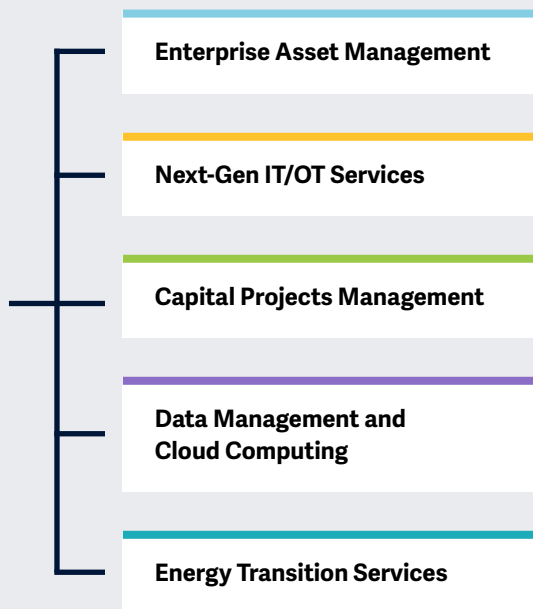 Enterprise Asset Management
Next-Gen IT/OT Services
Capital Projects Management
Data Management and
Cloud Computing
Energy Transition Services